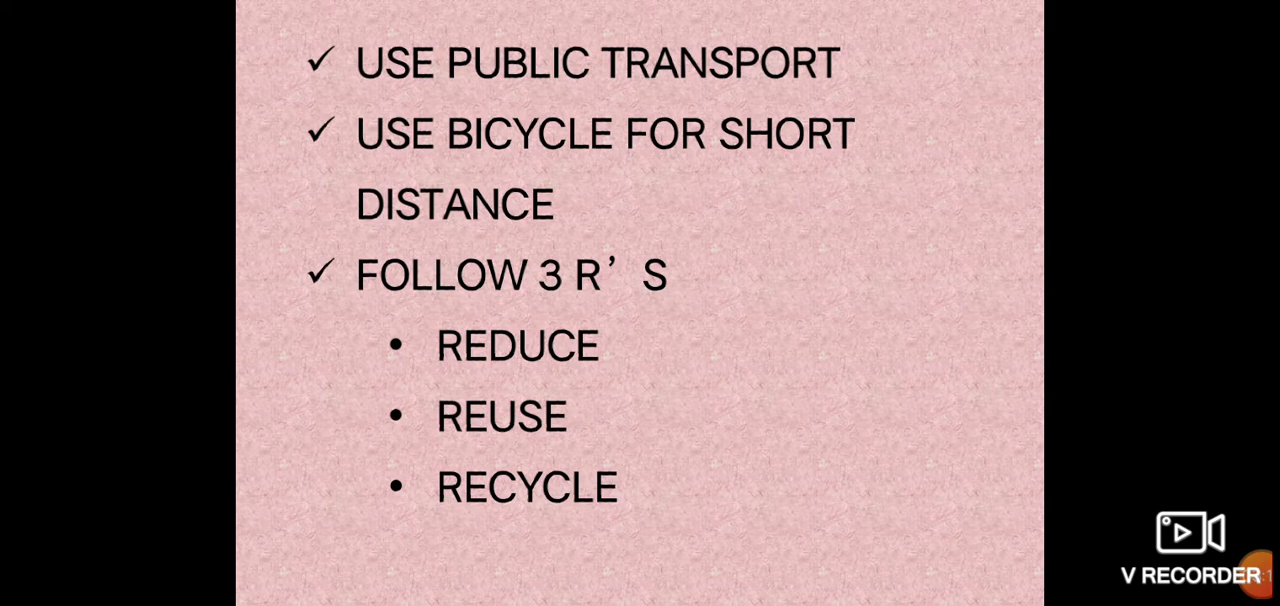 ✓ USE PUBLIC TRANSPORT
✓ USE BICYCLE FOR SHORT
DISTANCE
✓ FOLLOW 3 R’ S
• REDUCE
• REUSE
• RECYCLE
V RECORDER